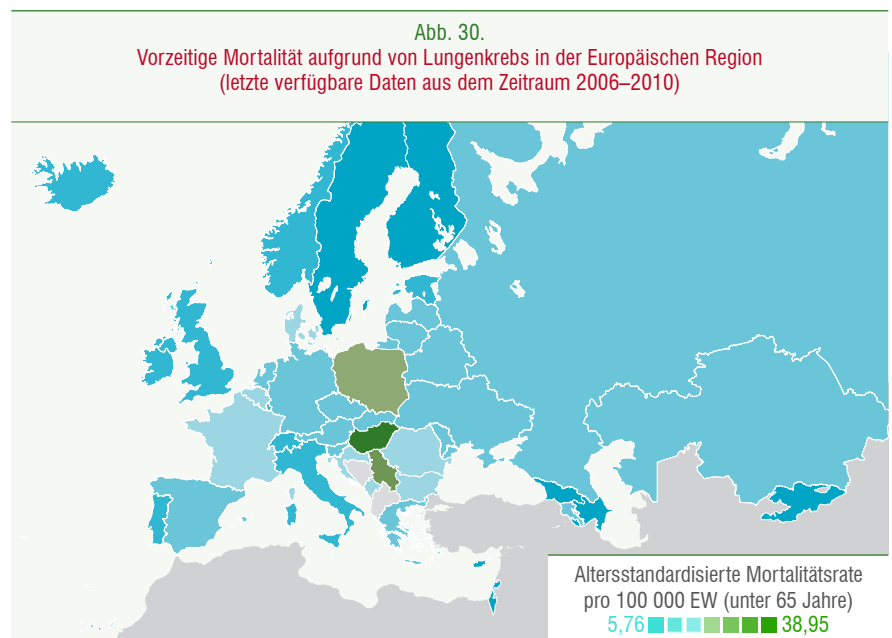 Abb. 30.
Vorzeitige Mortalität aufgrund von Lungenkrebs in der Europäischen Region
(letzte verfügbare Daten aus dem Zeitraum 2006–2010)
Altersstandardisierte Mortalitätsrate
pro 100 000 EW (unter 65 Jahre)
5,76 38,95